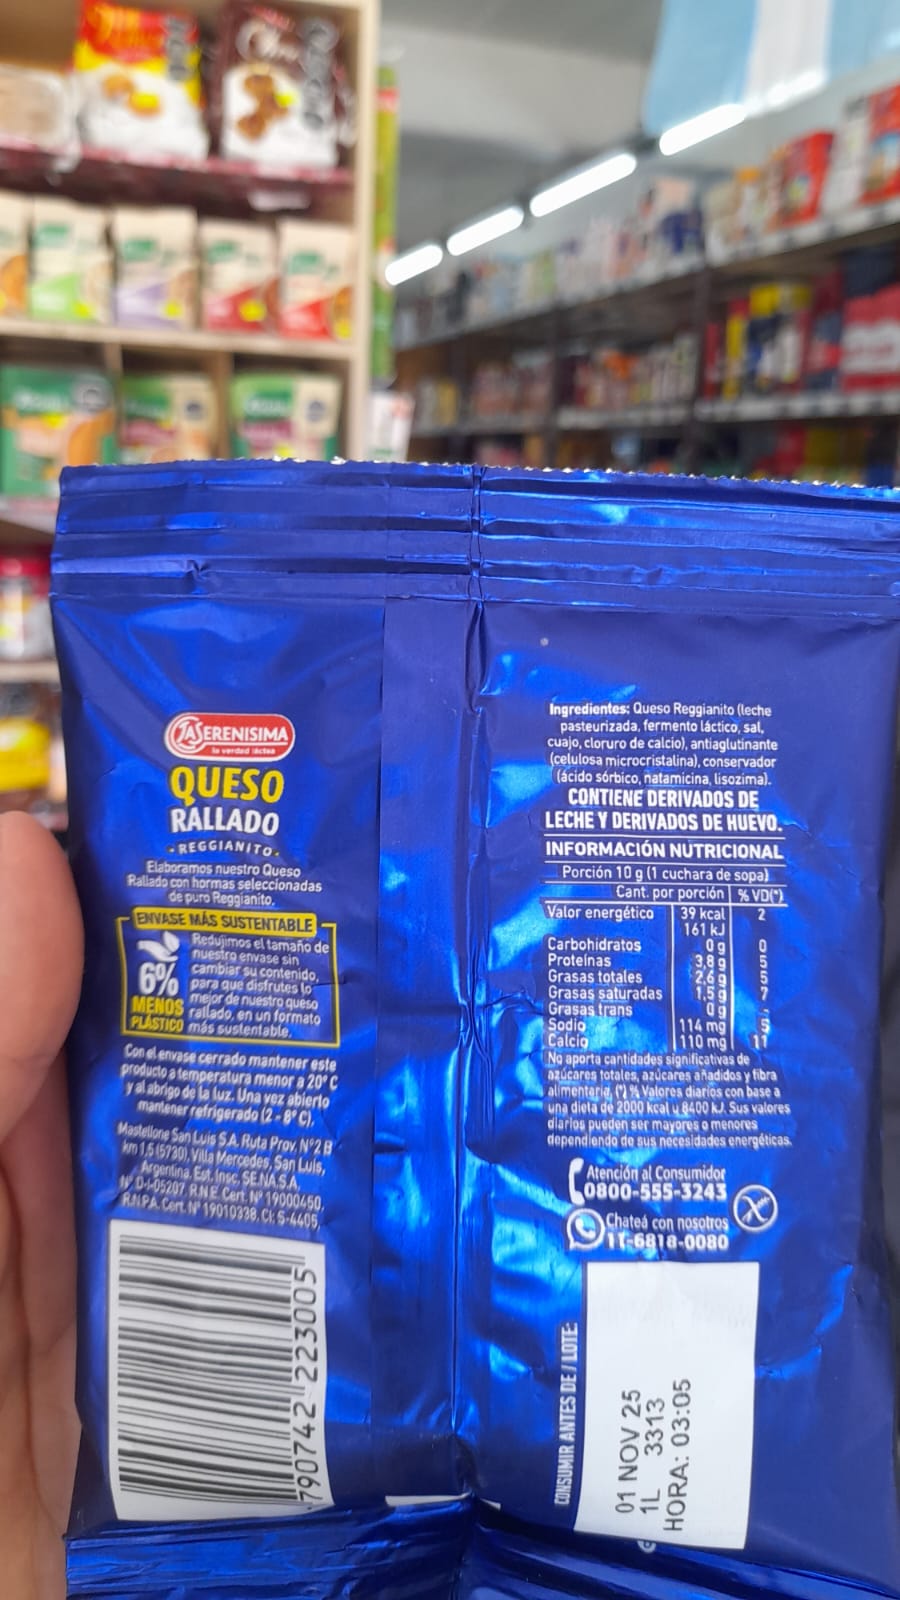 LASERENISIMA
la verdad láctea
QUESO
RALLADO
- REGGIANITO -
Elaboramos nuestro Queso
Rallado con hormas seleccionadas
de puro Reggianito.
ENVASE MÁS SUSTENTABLE
6%
MENOS
PLÁSTICO
Redujimos el tamaño de
nuestro envase sin
cambiar su contenido,
para que disfrutes lo
mejor de nuestro queso
rallado, en un formato
más sustentable.
Con el envase cerrado mantener este
producto a temperatura menor a 20° C
y al abrigo de la luz. Una vez abierto
mantener refrigerado (2 - 8° C).
Mastellone San Luis S.A. Ruta Prov. N°2 B
km 1,5 (5730), Villa Mercedes, San Luis,
Argentina. Est. Insc. SE.NA.S.A.
N° D-I-05207. R.N.E. Cert. N° 19000450,
R.N.P.A. Cert. N° 19010338. CI: S-4405.
7 790742 223005
Ingredientes: Queso Reggianito (leche
pasteurizada, fermento láctico, sal,
cuajo, cloruro de calcio), antiaglutinante
(celulosa microcristalina), conservador
(ácido sórbico, natamicina, lisozima).
CONTIENE DERIVADOS DE
LECHE Y DERIVADOS DE HUEVO.
INFORMACIÓN NUTRICIONAL
Porción 10 g (1 cuchara de sopa)
Cant. por porción % VD(*)
Valor energético 39 kcal 2
161 kJ
Carbohidratos 0 g 0
Proteínas 3,8 g 5
Grasas totales 2,6 g 5
Grasas saturadas 1,5 g 7
Grasas trans 0 g -
Sodio 114 mg 5
Calcio 110 mg 11
No aporta cantidades significativas de
azúcares totales, azúcares añadidos y fibra
alimentaria. (*) % Valores diarios con base a
una dieta de 2000 kcal u 8400 kJ. Sus valores
diarios pueden ser mayores o menores
dependiendo de sus necesidades energéticas.
Atención al Consumidor
0800-555-3243
Chateá con nosotros
11-6818-0080
CONSUMIR ANTES DE / LOTE:
01 NOV 25
1L 3313
HORA: 03:05